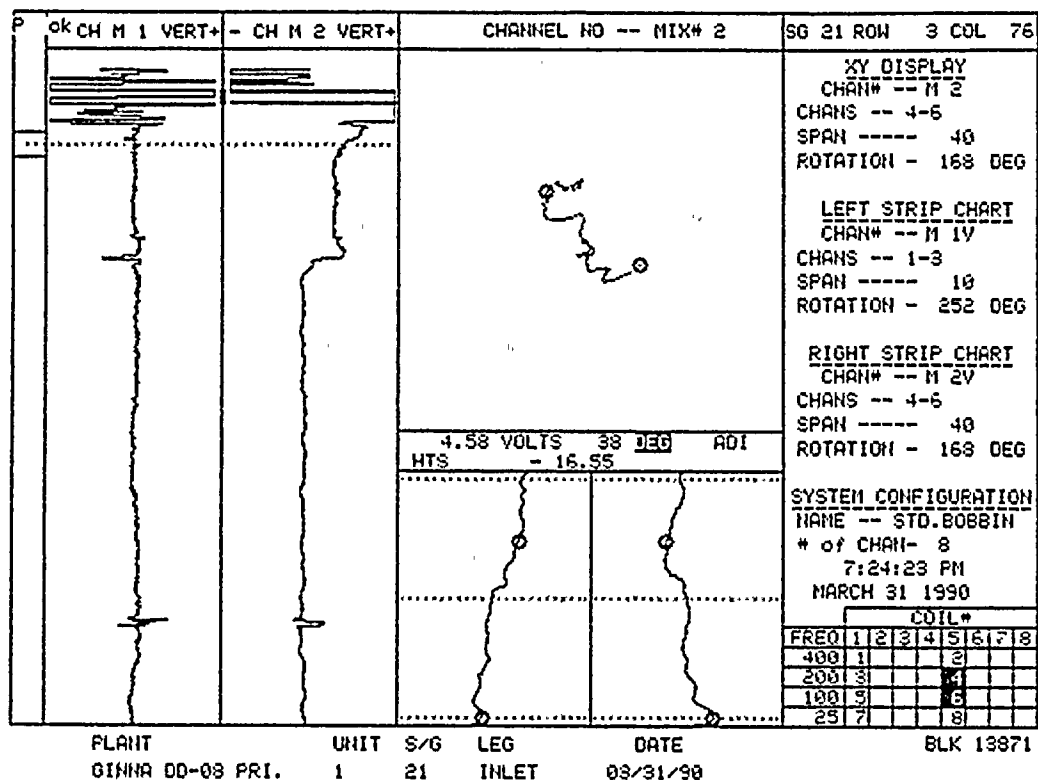 P ok CH M 1 VERT+ - CH M 2 VERT+ CHANNEL NO -- MIX# 2 SG 21 ROW 3 COL 76
XY DISPLAY
CHAN# -- M 2
CHANS -- 4-6
SPAN ----- 40
ROTATION - 168 DEG
LEFT STRIP CHART
CHAN# -- M 1V
CHANS -- 1-3
SPAN ----- 10
ROTATION - 252 DEG
RIGHT STRIP CHART
CHAN# -- M 2V
CHANS -- 4-6
SPAN ----- 40
ROTATION - 168 DEG
4.58 VOLTS 38 DEG ADI
HTS - 16.55
SYSTEM CONFIGURATION
NAME -- STD.BOBBIN
# of CHAN- 8
7:24:23 PM
MARCH 31 1990
COIL#
FREQ 1 2 3 4 5 6 7 8
400 1 2
200 3 4
100 5 6
25 7 8
PLANT UNIT S/G LEG DATE BLK 13871
GINNA DD-08 PRI. 1 21 INLET 03/31/90